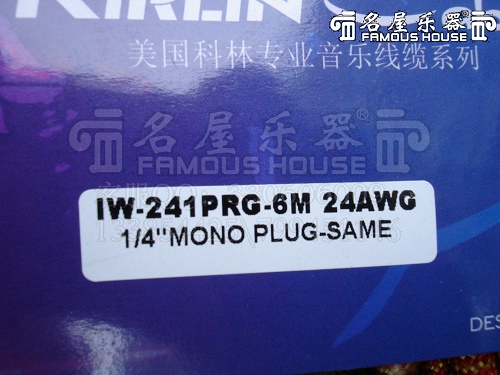 KIRLIN
名屋乐器
FAMOUS HOUSE
美国科林专业音乐线缆系列
名屋乐器
FAMOUS HOUSE
IW-241PRG-6M 24AWG
1/4"MONO PLUG-SAME
DES